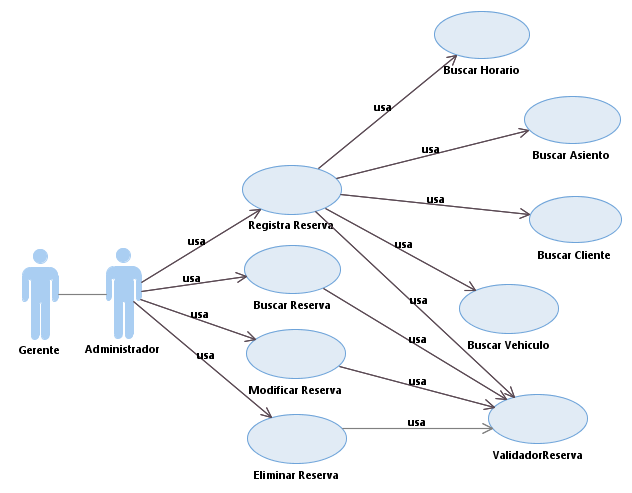 Buscar Horario
usa
Buscar Asiento
usa
usa
Registra Reserva
usa
usa
Buscar Cliente
Buscar Reserva
usa
usa
usa
Gerente
Administrador
usa
usa
Buscar Vehiculo
Modificar Reserva
usa
usa
Eliminar Reserva
ValidadorReserva